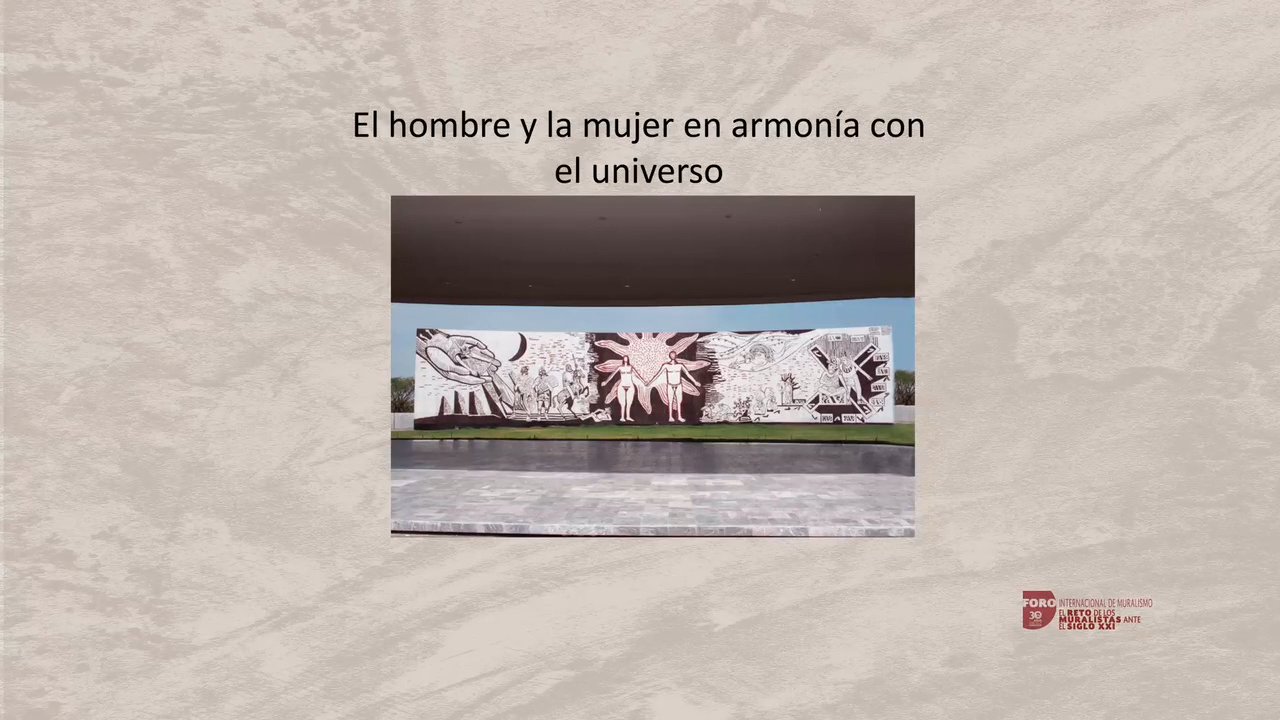 El hombre y la mujer en armonía con
el universo
FORO INTERNACIONAL DE MURALISMO
30 EL RETO DE LOS
MURALISTAS ANTE
EL SIGLO XXI